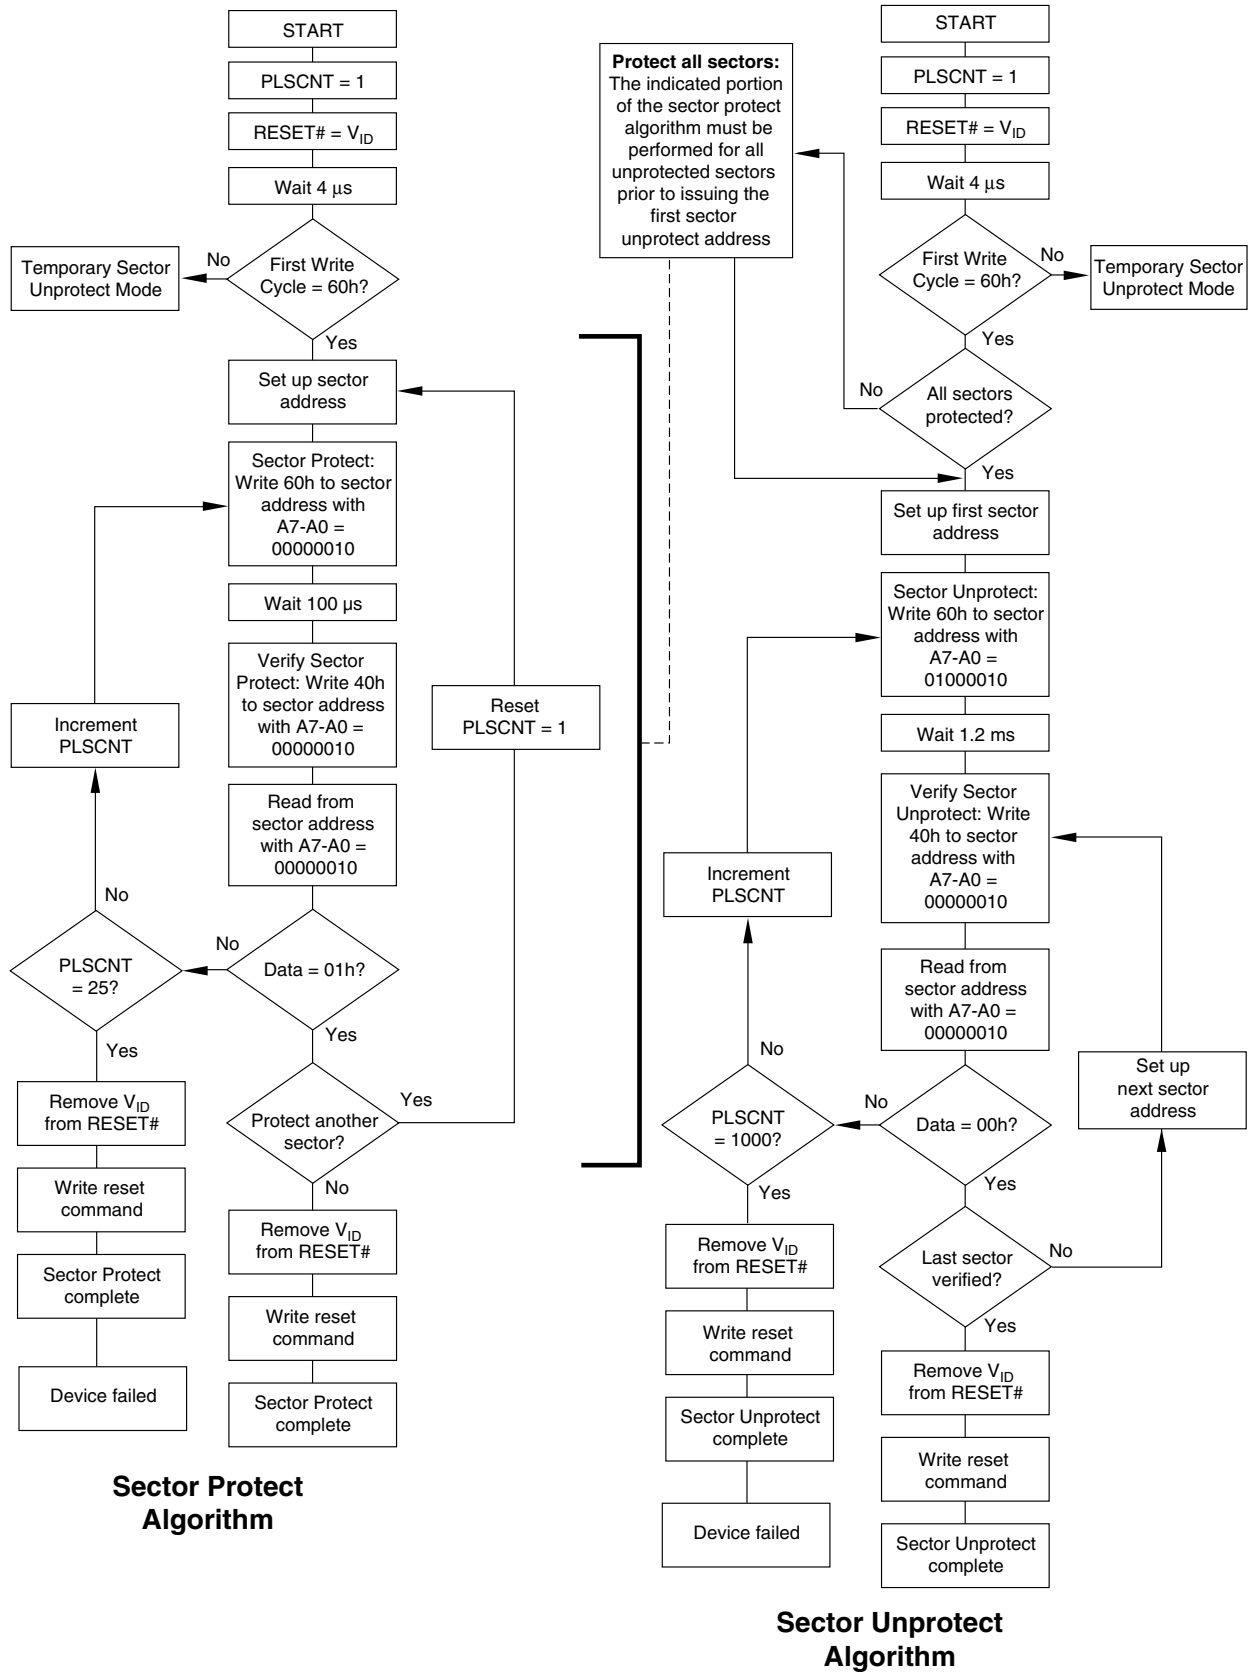 START
PLSCNT = 1
RESET# = VID
Wait 4 μs
First Write
Cycle = 60h?
No
Temporary Sector
Unprotect Mode
Yes
Set up sector
address
Sector Protect:
Write 60h to sector
address with
A7-A0 =
00000010
Wait 100 μs
Verify Sector
Protect: Write 40h
to sector address
with A7-A0 =
00000010
Read from
sector address
with A7-A0 =
00000010
Data = 01h?
No
PLSCNT
= 25?
No
Increment
PLSCNT
Yes
Remove VID
from RESET#
Write reset
command
Sector Protect
complete
Device failed
Yes
Protect another
sector?
Yes
Reset
PLSCNT = 1
No
Remove VID
from RESET#
Write reset
command
Sector Protect
complete
Sector Protect
Algorithm
Protect all sectors:
The indicated portion
of the sector protect
algorithm must be
performed for all
unprotected sectors
prior to issuing the
first sector
unprotect address
START
PLSCNT = 1
RESET# = VID
Wait 4 μs
First Write
Cycle = 60h?
No
Temporary Sector
Unprotect Mode
Yes
All sectors
protected?
No
Yes
Set up first sector
address
Sector Unprotect:
Write 60h to sector
address with
A7-A0 =
01000010
Wait 1.2 ms
Verify Sector
Unprotect: Write
40h to sector
address with
A7-A0 =
00000010
Read from
sector address
with A7-A0 =
00000010
Data = 00h?
No
PLSCNT
= 1000?
No
Increment
PLSCNT
Yes
Remove VID
from RESET#
Write reset
command
Sector Unprotect
complete
Device failed
Yes
Last sector
verified?
No
Set up
next sector
address
Yes
Remove VID
from RESET#
Write reset
command
Sector Unprotect
complete
Sector Unprotect
Algorithm